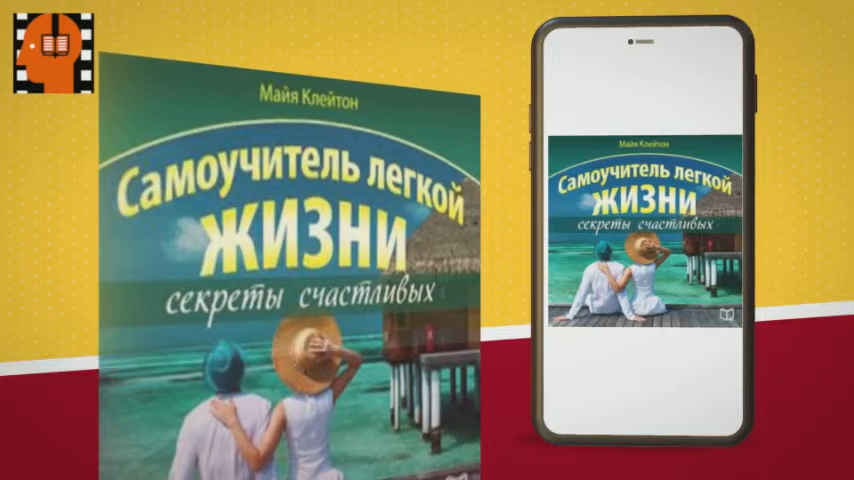 Майя Клейтон
Самоучитель легкой
жизни
секреты счастливых
Майя Клейтон
Самоучитель легкой
жизни
секреты счастливых